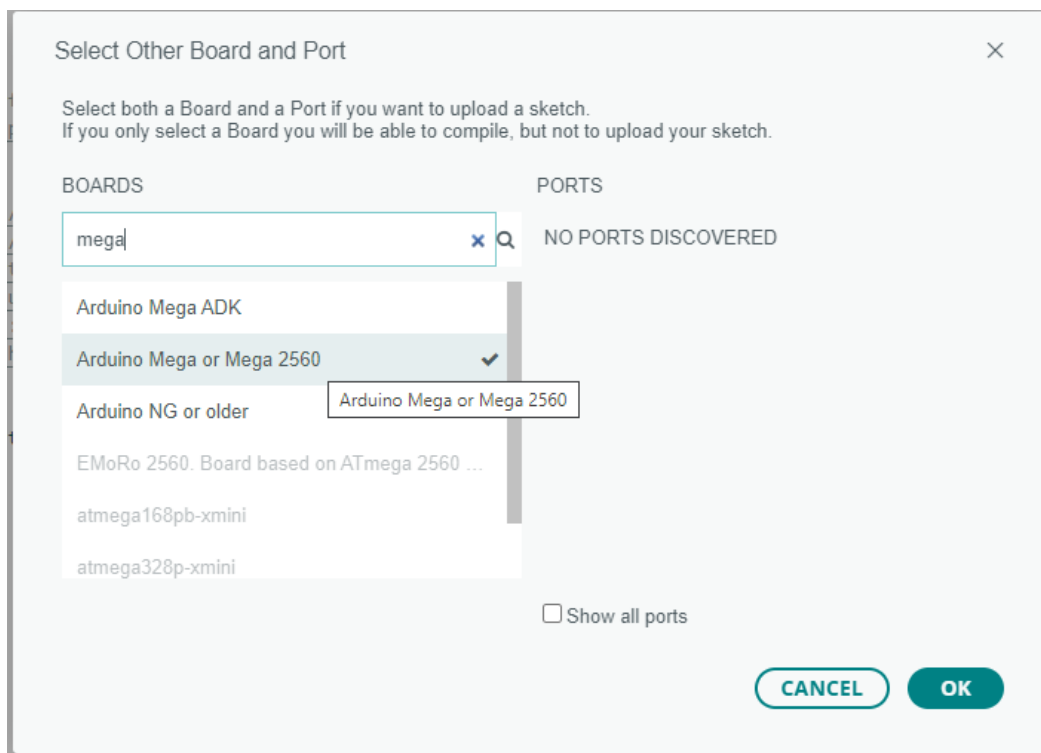 Select Other Board and Port
Select both a Board and a Port if you want to upload a sketch.
If you only select a Board you will be able to compile, but not to upload your sketch.
BOARDS
PORTS
mega
NO PORTS DISCOVERED
Arduino Mega ADK
Arduino Mega or Mega 2560
Arduino Mega or Mega 2560
Arduino NG or older
EMoRo 2560. Board based on ATmega 2560 ...
atmega168pb-xmini
atmega328p-xmini
Show all ports
CANCEL
OK